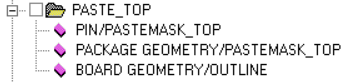 PASTE_TOP
PIN/PASTEMASK_TOP
PACKAGE GEOMETRY/PASTEMASK_TOP
BOARD GEOMETRY/OUTLINE